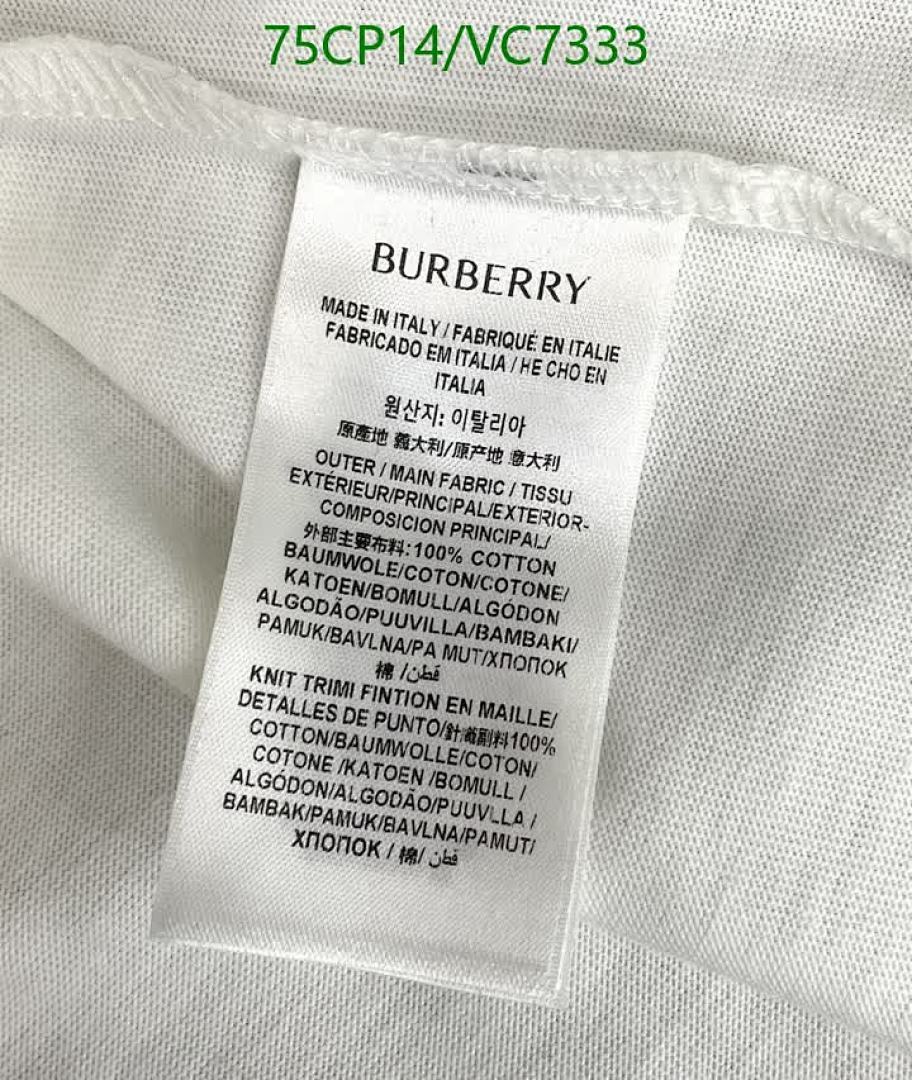 75CP14/VC7333
BURBERRY
MADE IN ITALY / FABRIQUÉ EN ITALIE
FABRICADO EM ITALIA / HE CHO EN
ITALIA
원산지: 이탈리아
原產地 義大利/原产地 意大利
OUTER / MAIN FABRIC / TISSU
EXTÉRIEUR/PRINCIPAL/EXTERIOR-
COMPOSICION PRINCIPAL/
外部主要布料:100% COTTON
BAUMWOLE/COTON/COTONE/
KATOEN/BOMULL/ALGÓDON
ALGODÃO/PUUVILLA/BAMBAKI/
PAMUK/BAVLNA/PA MUT/ХПОПОК
棉 /قطن
KNIT TRIMI FINTION EN MAILLE/
DETALLES DE PUNTO/針織副料100%
COTTON/BAUMWOLLE/COTON/
COTONE /KATOEN /BOMULL /
ALGÓDON/ALGODÃO/PUUVLLA /
BAMBAK/PAMUK/BAVLNA/PAMUT/
ХПОПОК / 棉/ قطن